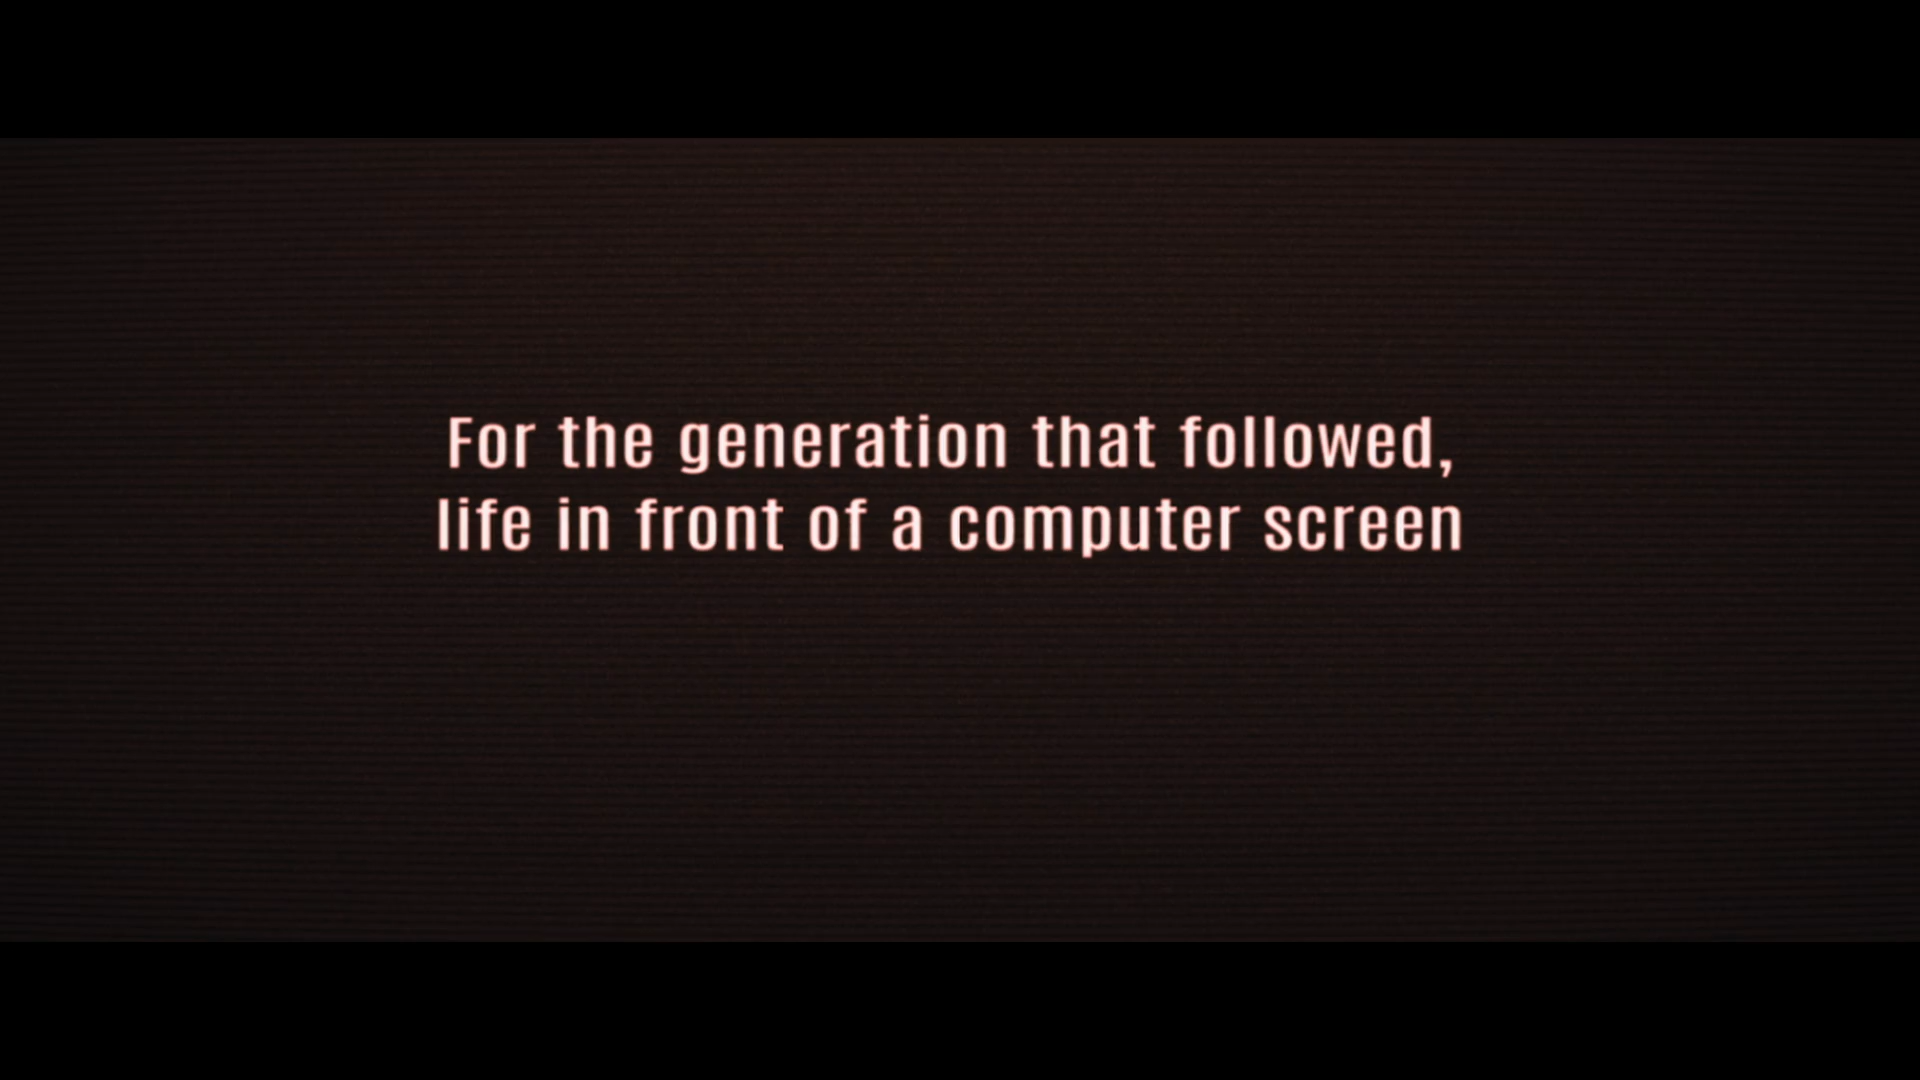 For the generation that followed,
life in front of a computer screen